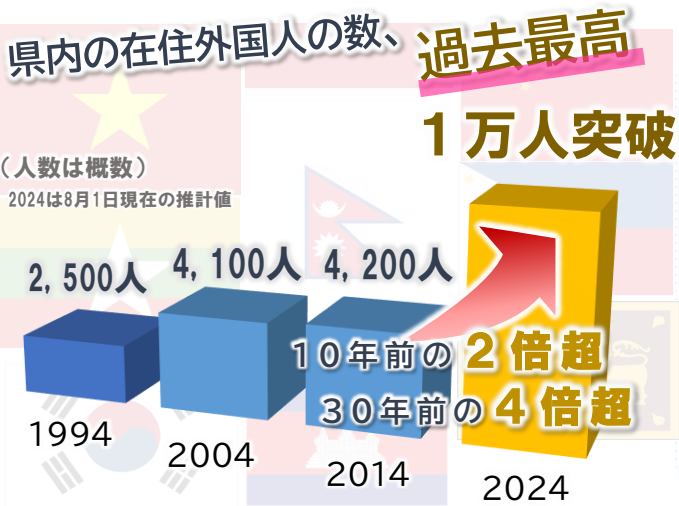 県内の在住外国人の数、過去最高
1万人突破
(人数は概数)
2024は8月1日現在の推計値
2,500人
4,100人
4,200人
10年前の2倍超
30年前の4倍超
1994
2004
2014
2024